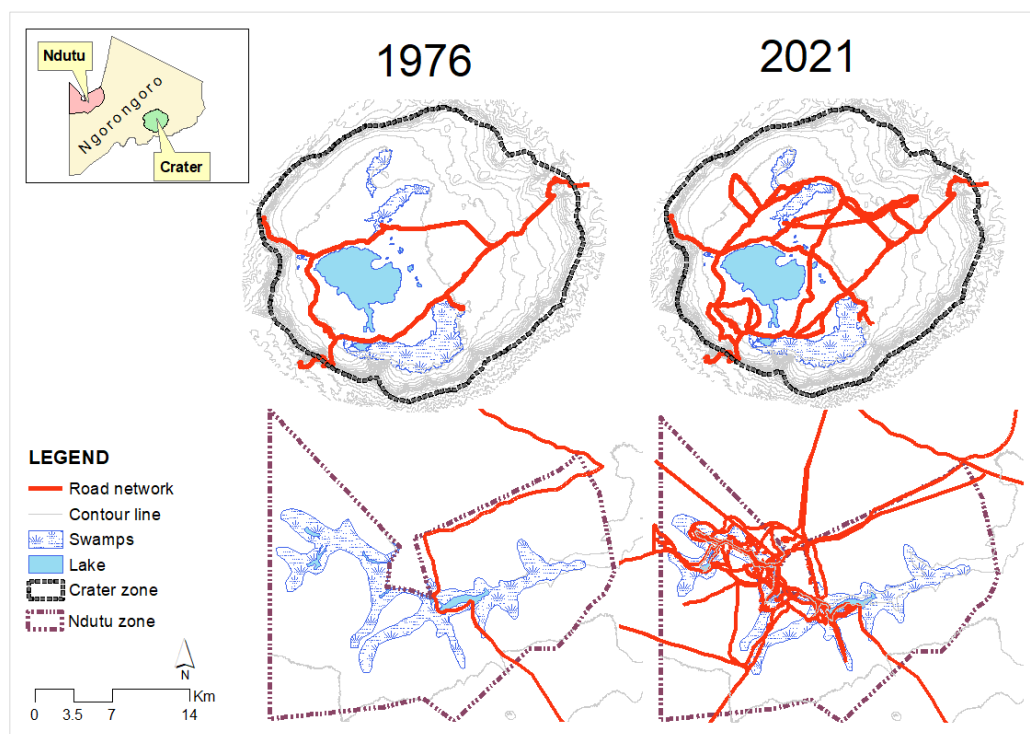 1976
2021
Ndutu
Ngorongoro
Crater
LEGEND
Road network
Contour line
Swamps
Lake
Crater zone
Ndutu zone
N
Km
0 3.5 7 14